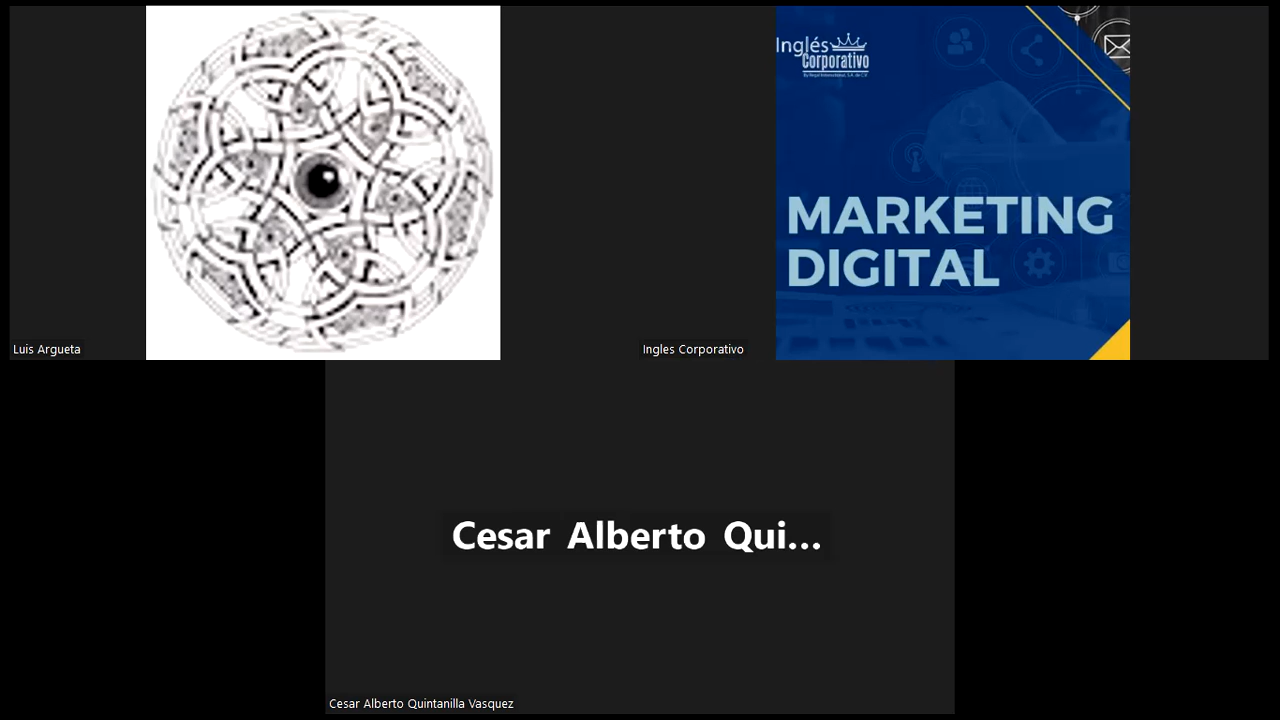 Inglés
Corporativo
MARKETING
DIGITAL
Luis Argueta
Ingles Corporativo
Cesar Alberto Qui...
Cesar Alberto Quintanilla Vasquez